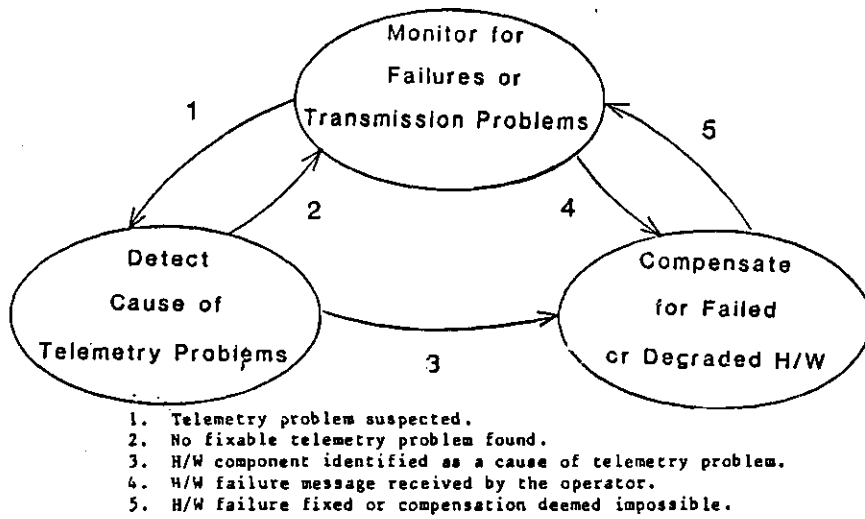 Monitor for
Failures or
Transmission Problems
1
5
2
4
Detect
Cause of
Telemetry Problems
Compensate
for Failed
or Degraded H/W
3
1. Telemetry problem suspected.
2. No fixable telemetry problem found.
3. H/W component identified as a cause of telemetry problem.
4. H/W failure message received by the operator.
5. H/W failure fixed or compensation deemed impossible.